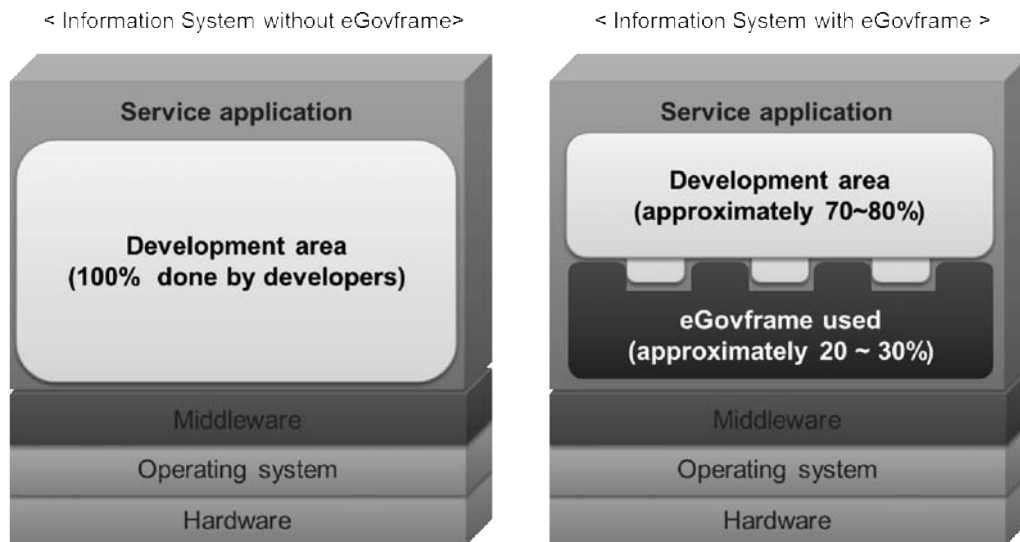 < Information System without eGovframe>
Service application
Development area
(100% done by developers)
Middleware
Operating system
Hardware
< Information System with eGovframe >
Service application
Development area
(approximately 70~80%)
eGovframe used
(approximately 20 ~ 30%)
Middleware
Operating system
Hardware